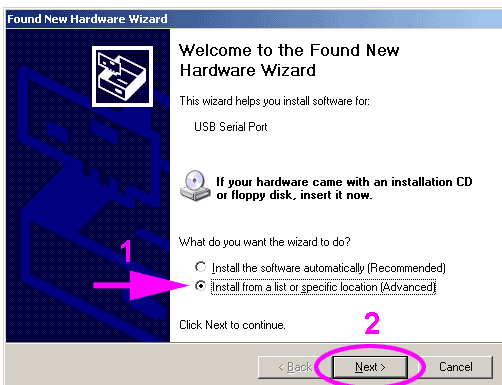 Found New Hardware Wizard
Welcome to the Found New
Hardware Wizard
This wizard helps you install software for:
USB Serial Port
If your hardware came with an installation CD
or floppy disk, insert it now.
What do you want the wizard to do?
1
Install the software automatically (Recommended)
Install from a list or specific location (Advanced)
Click Next to continue.
2
< Back
Next >
Cancel